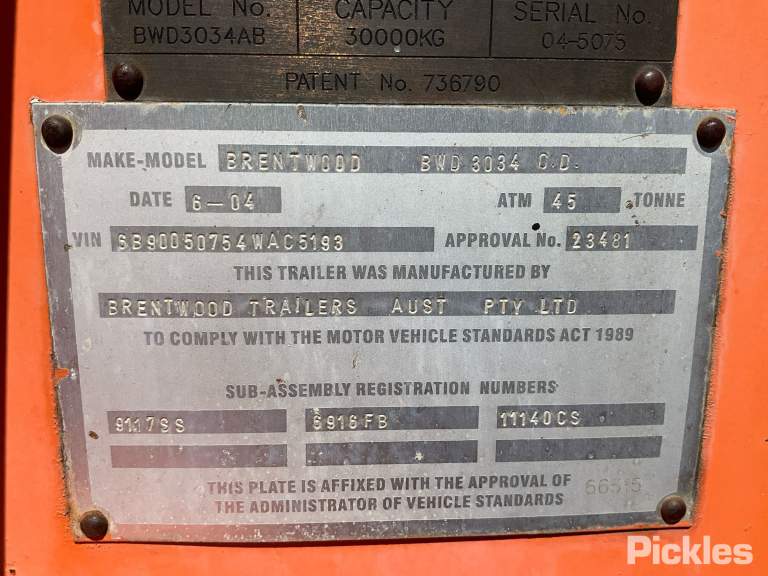 MODEL No. CAPACITY SERIAL No.
BWD3034AB 30000KG 04-5075
PATENT No. 736790
MAKE-MODEL BRENTWOOD BWD 3034 C.D.
DATE 6-04 ATM 45 TONNE
VIN SB90050754WAC5193 APPROVAL No. 23481
THIS TRAILER WAS MANUFACTURED BY
BRENTWOOD TRAILERS AUST PTY LTD
TO COMPLY WITH THE MOTOR VEHICLE STANDARDS ACT 1989
SUB-ASSEMBLY REGISTRATION NUMBERS
9117SS 6916FB 11140CS
THIS PLATE IS AFFIXED WITH THE APPROVAL OF
THE ADMINISTRATOR OF VEHICLE STANDARDS
Pickles